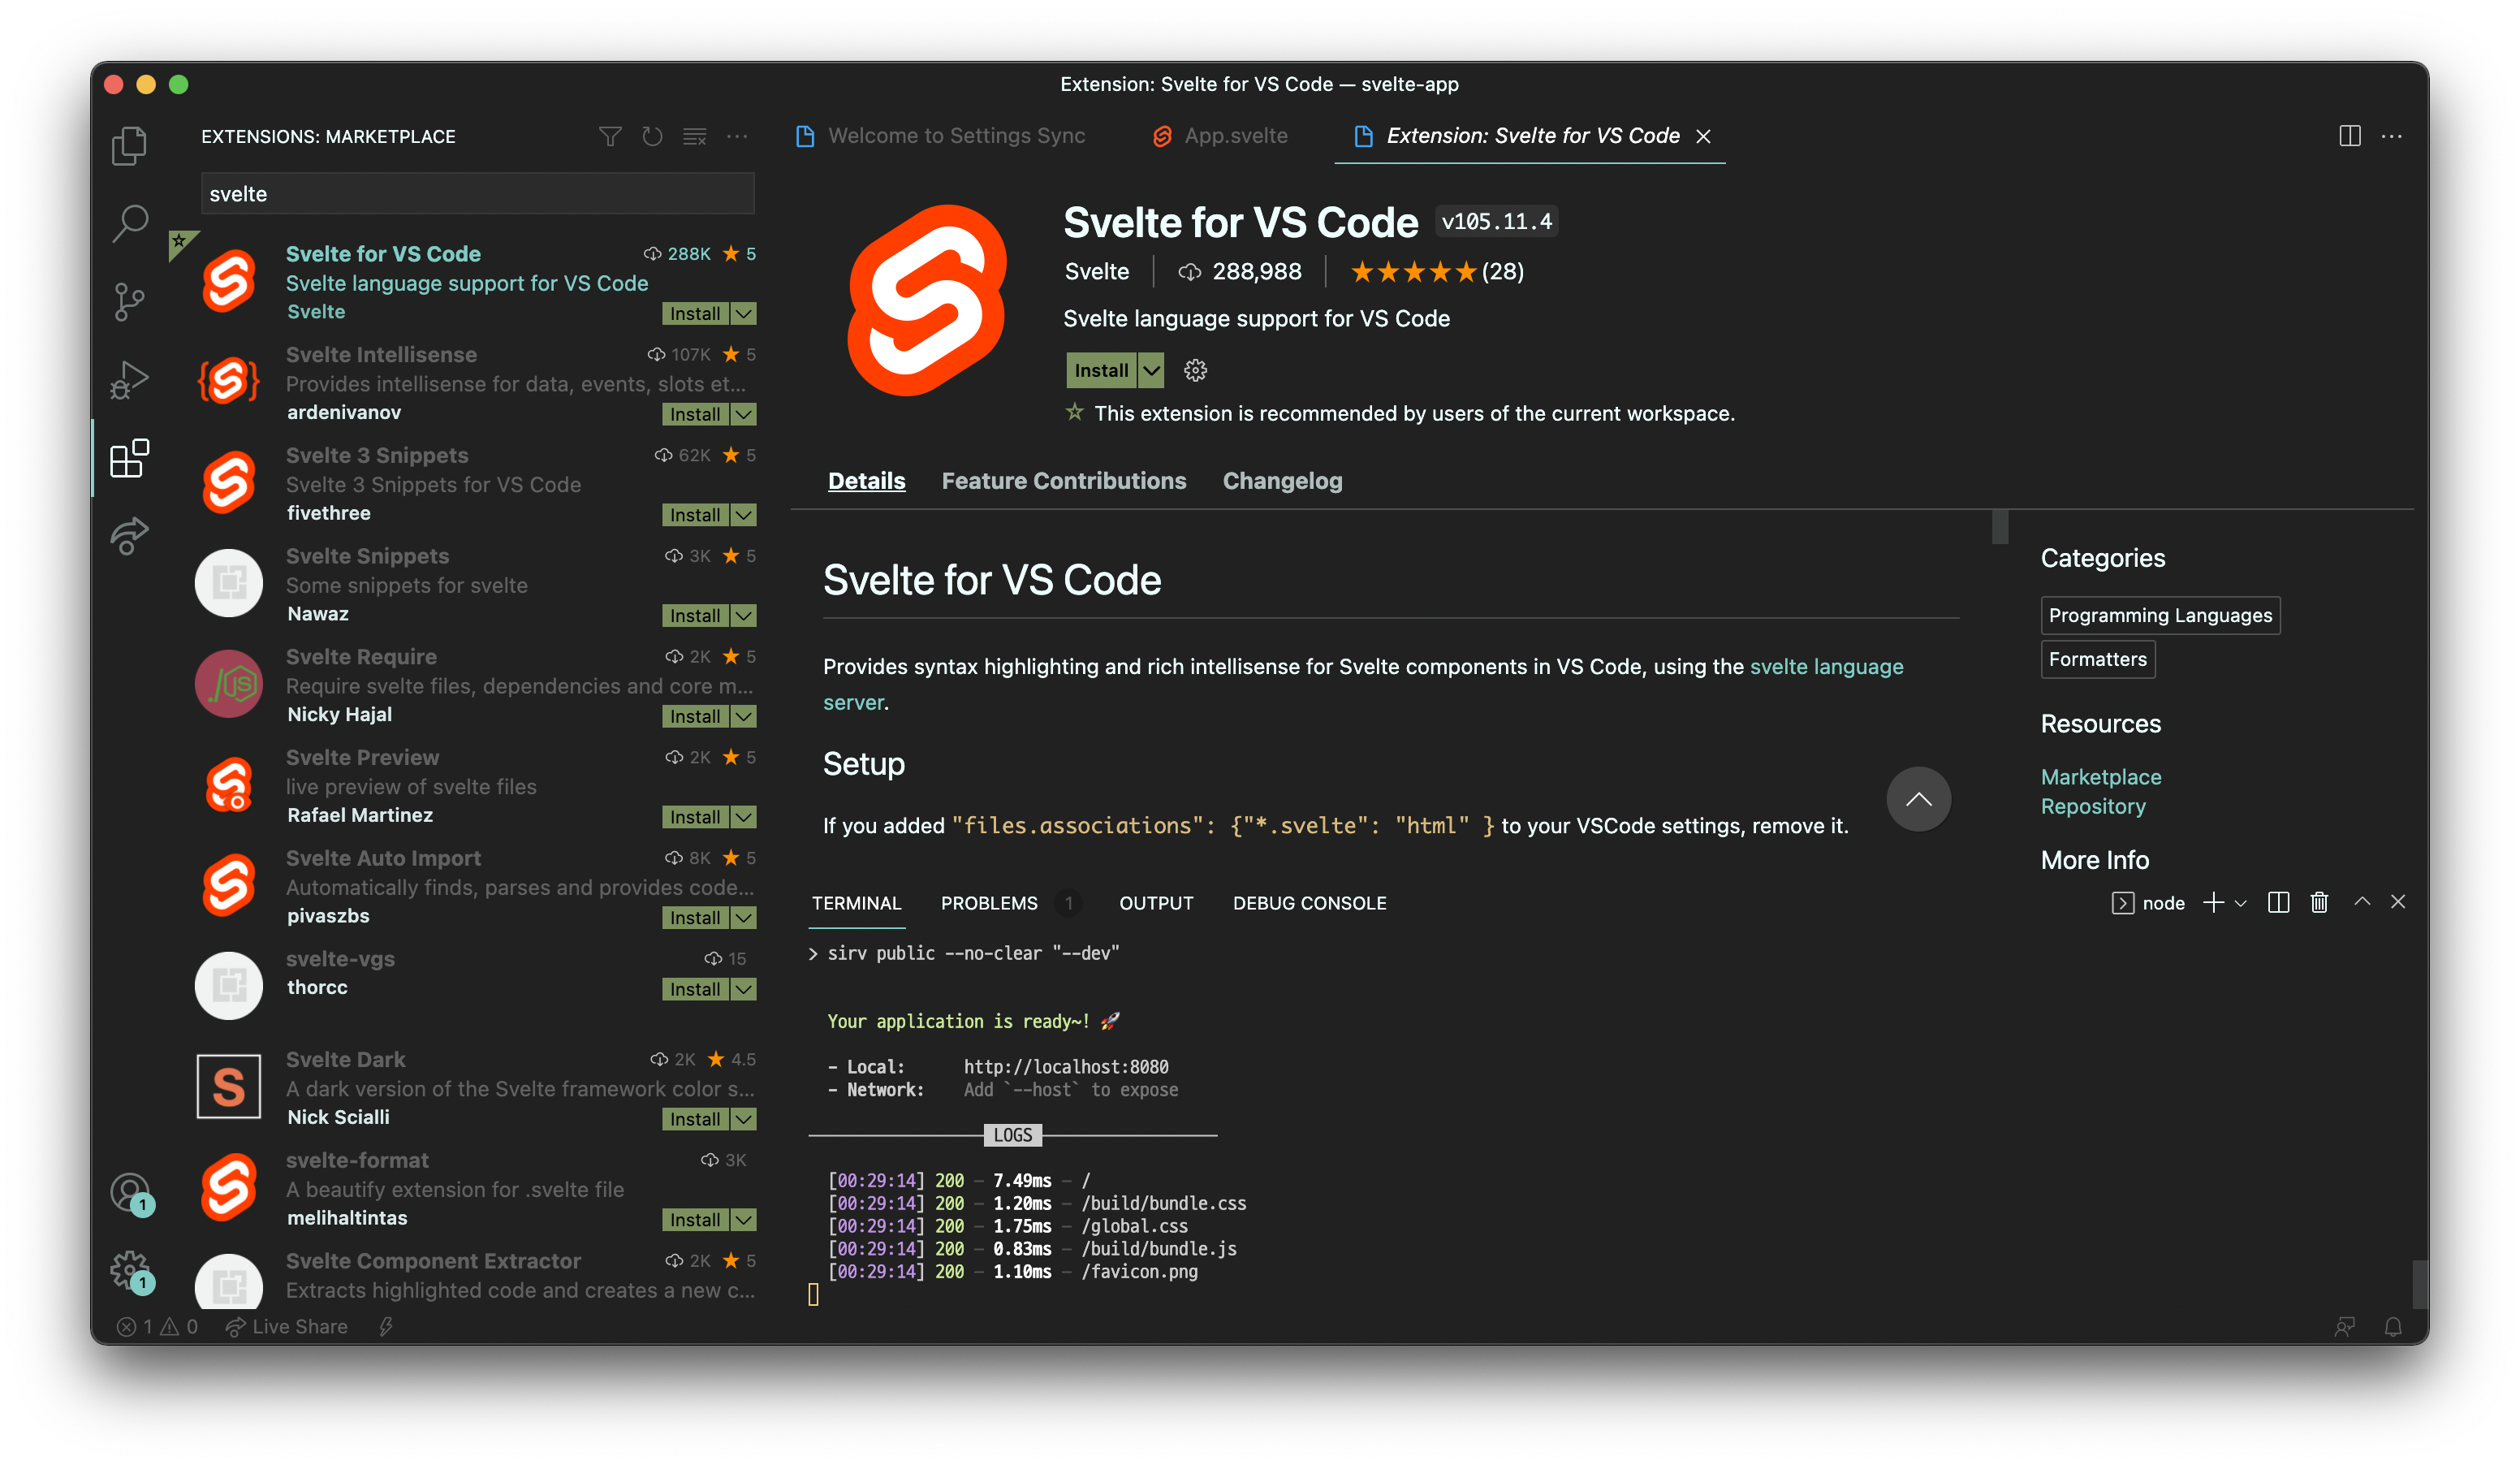 Extension: Svelte for VS Code — svelte-app
EXTENSIONS: MARKETPLACE
svelte
Svelte for VS Code 288K 5
Svelte language support for VS Code
Svelte Install
Svelte Intellisense 107K 5
Provides intellisense for data, events, slots et...
ardenivanov Install
Svelte 3 Snippets 62K 5
Svelte 3 Snippets for VS Code
fivethree Install
Svelte Snippets 3K 5
Some snippets for svelte
Nawaz Install
Svelte Require 2K 5
Require svelte files, dependencies and core m...
Nicky Hajal Install
Svelte Preview 2K 5
live preview of svelte files
Rafael Martinez Install
Svelte Auto Import 8K 5
Automatically finds, parses and provides code...
pivaszbs Install
svelte-vgs 15
thorcc Install
Svelte Dark 2K 4.5
A dark version of the Svelte framework color s...
Nick Scialli Install
svelte-format 3K
A beautify extension for .svelte file
melihaltintas Install
Svelte Component Extractor 2K 5
Extracts highlighted code and creates a new c...
1
1
Welcome to Settings Sync App.svelte Extension: Svelte for VS Code
Svelte for VS Code v105.11.4
Svelte 288,988 (28)
Svelte language support for VS Code
Install
This extension is recommended by users of the current workspace.
Details Feature Contributions Changelog
Svelte for VS Code
Provides syntax highlighting and rich intellisense for Svelte components in VS Code, using the svelte language
server.
Setup
If you added "files.associations": {"*.svelte": "html" } to your VSCode settings, remove it.
Categories
Programming Languages
Formatters
Resources
Marketplace
Repository
More Info
TERMINAL PROBLEMS 1 OUTPUT DEBUG CONSOLE node
> sirv public --no-clear "--dev"
Your application is ready~! 🚀
- Local: http://localhost:8080
- Network: Add `--host` to expose
LOGS
[00:29:14] 200 — 7.49ms — /
[00:29:14] 200 — 1.20ms — /build/bundle.css
[00:29:14] 200 — 1.75ms — /global.css
[00:29:14] 200 — 0.83ms — /build/bundle.js
[00:29:14] 200 — 1.10ms — /favicon.png
1 0 Live Share